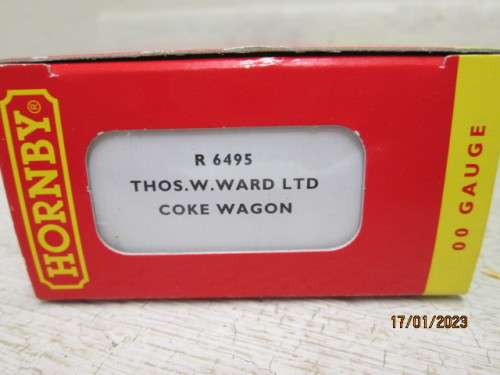 HORNBY®
R 6495
THOS.W.WARD LTD
COKE WAGON
00 GAUGE
17/01/2023